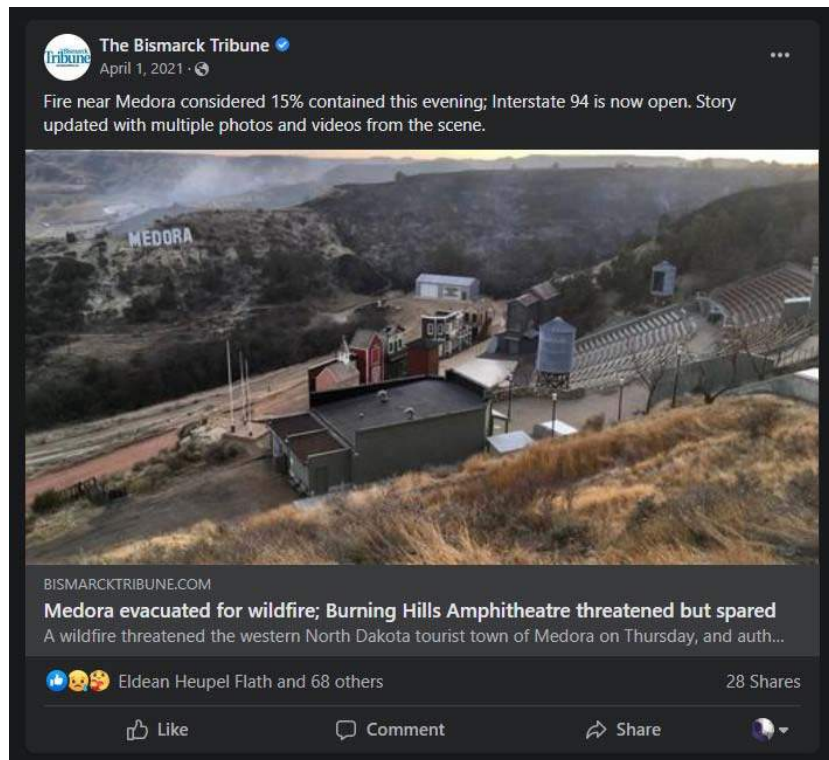 The Bismarck Tribune
April 1, 2021 ·
Fire near Medora considered 15% contained this evening; Interstate 94 is now open. Story
updated with multiple photos and videos from the scene.
MEDORA
BISMARCKTRIBUNE.COM
Medora evacuated for wildfire; Burning Hills Amphitheatre threatened but spared
A wildfire threatened the western North Dakota tourist town of Medora on Thursday, and auth...
Eldean Heupel Flath and 68 others
28 Shares
Like
Comment
Share